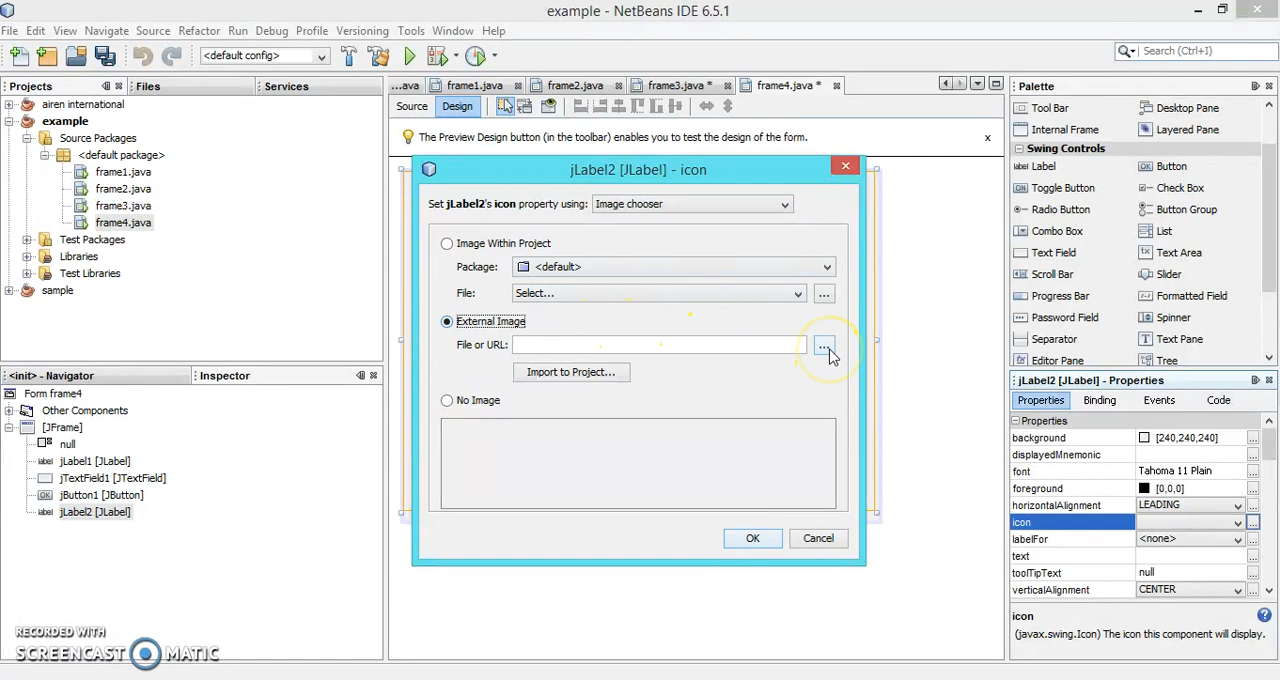 example - NetBeans IDE 6.5.1
File Edit View Navigate Source Refactor Run Debug Profile Versioning Tools Window Help
<default config>
Search (Ctrl+I)
Projects
Files
Services
airen international
example
Source Packages
<default package>
frame1.java
frame2.java
frame3.java
frame4.java
Test Packages
Libraries
Test Libraries
sample
<init> - Navigator
Inspector
Form frame4
Other Components
[JFrame]
null
jLabel1 [JLabel]
jTextField1 [JTextField]
OK jButton1 [JButton]
jLabel2 [JLabel]
RECORDED WITH
SCREENCAST MATIC
...ava frame1.java frame2.java frame3.java * frame4.java *
Source Design
The Preview Design button (in the toolbar) enables you to test the design of the form. x
jLabel2 [JLabel] - icon
Set jLabel2's icon property using: Image chooser
Image Within Project
Package: <default>
File: Select... ...
External Image
File or URL: ...
Import to Project...
No Image
OK Cancel
Palette
Tool Bar Desktop Pane
Internal Frame Layered Pane
Swing Controls
label Label OK Button
ON Toggle Button Check Box
Radio Button Button Group
Combo Box List
Text Field Text Area
Scroll Bar Slider
Progress Bar Formatted Field
Password Field Spinner
Separator Text Pane
Editor Pane Tree
jLabel2 [JLabel] - Properties
Properties Binding Events Code
Properties
background [240,240,240] ...
displayedMnemonic ...
font Tahoma 11 Plain ...
foreground [0,0,0] ...
horizontalAlignment LEADING ...
icon ...
labelFor <none> ...
text ...
toolTipText null ...
verticalAlignment CENTER ...
icon
(javax.swing.Icon) The icon this component will display.